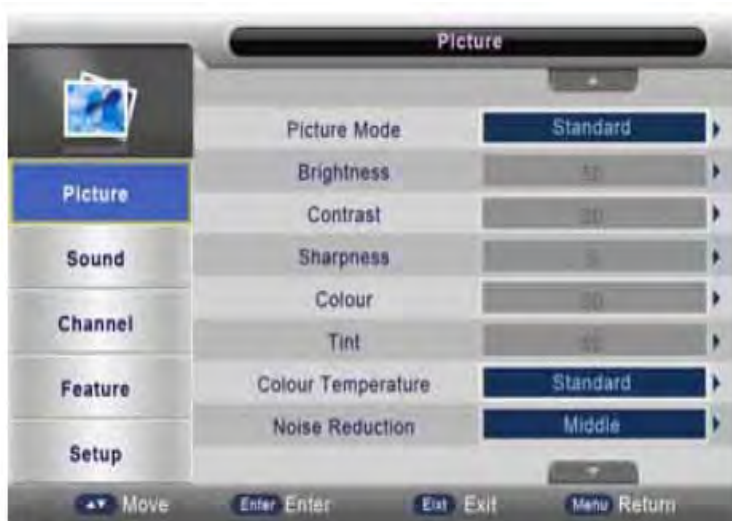 Picture
Picture Mode Standard
Brightness
Contrast
Sharpness
Colour
Tint
Colour Temperature Standard
Noise Reduction Middle
Picture
Sound
Channel
Feature
Setup
Move Enter Enter Exit Exit Menu Return